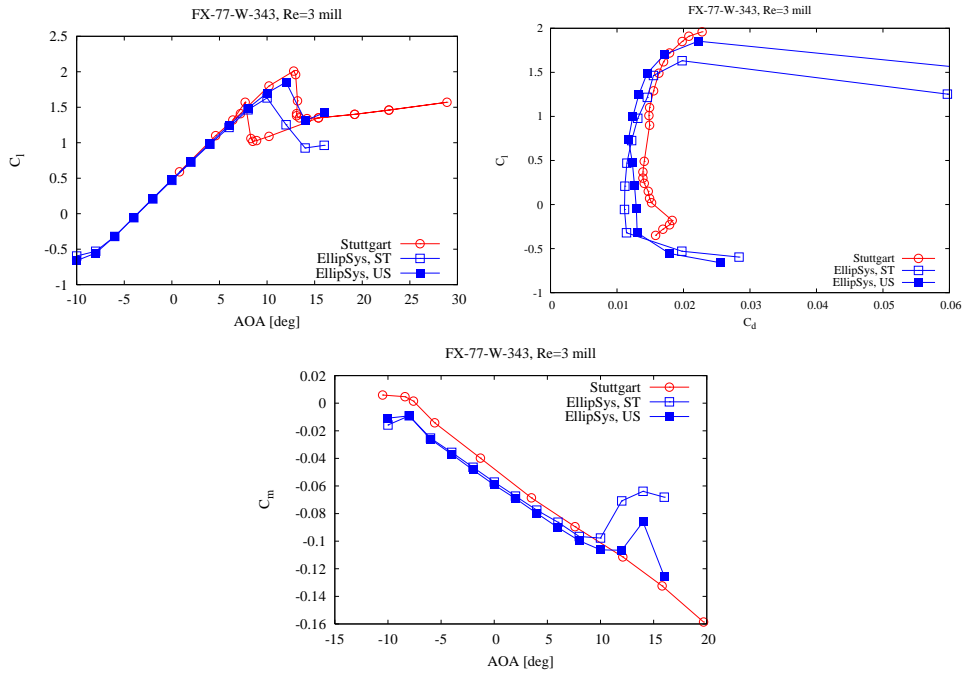 FX-77-W-343, Re=3 mill
2.5
2
1.5
1
0.5
0
-0.5
-1
C_l
-10
-5
0
5
10
15
20
25
30
AOA [deg]
Stuttgart
EllipSys, ST
EllipSys, US
FX-77-W-343, Re=3 mill
2
1.5
1
0.5
0
-0.5
-1
C_l
0
0.01
0.02
0.03
0.04
0.05
0.06
C_d
Stuttgart
EllipSys, ST
EllipSys, US
FX-77-W-343, Re=3 mill
0.02
0
-0.02
-0.04
-0.06
-0.08
-0.1
-0.12
-0.14
-0.16
C_m
-15
-10
-5
0
5
10
15
20
AOA [deg]
Stuttgart
EllipSys, ST
EllipSys, US